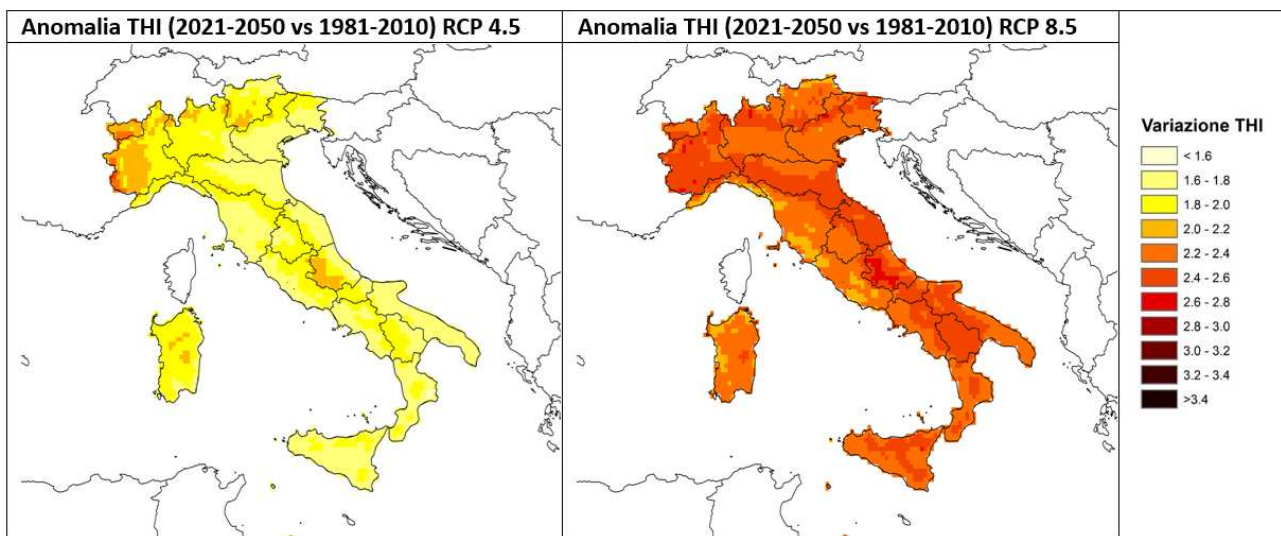 Anomalia THI (2021-2050 vs 1981-2010) RCP 4.5
Anomalia THI (2021-2050 vs 1981-2010) RCP 8.5
Variazione THI
< 1.6
1.6 - 1.8
1.8 - 2.0
2.0 - 2.2
2.2 - 2.4
2.4 - 2.6
2.6 - 2.8
2.8 - 3.0
3.0 - 3.2
3.2 - 3.4
>3.4